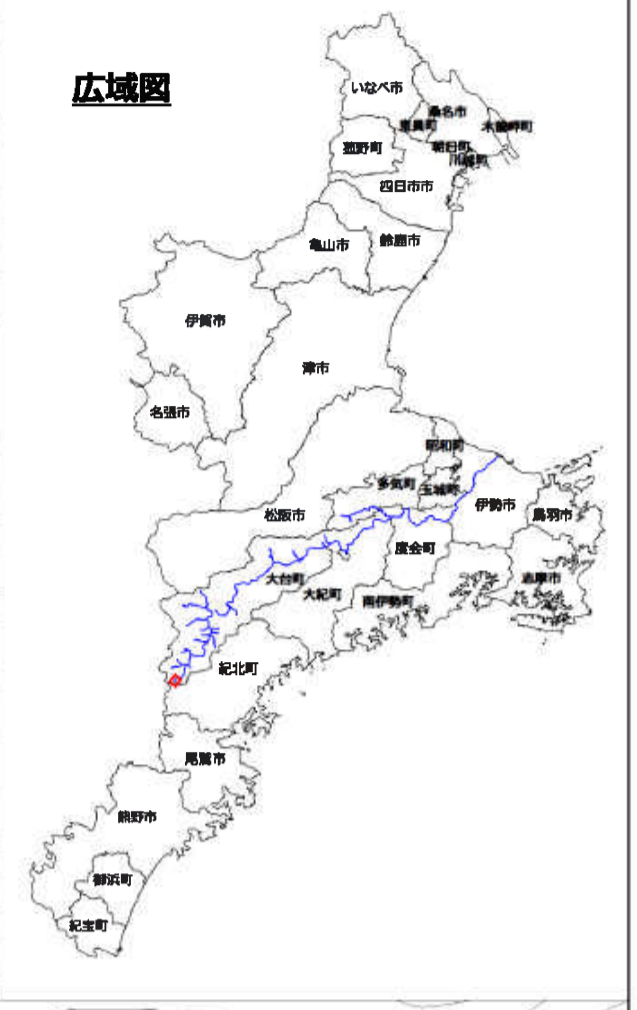 広域図
いなべ市
桑名市
東員町
木曽岬町
菰野町
朝日町
川越町
四日市市
亀山市
鈴鹿市
伊賀市
津市
名張市
明和町
多気町
玉城町
伊勢市
鳥羽市
松阪市
度会町
大台町
志摩市
大紀町
南伊勢町
紀北町
尾鷲市
熊野市
御浜町
紀宝町